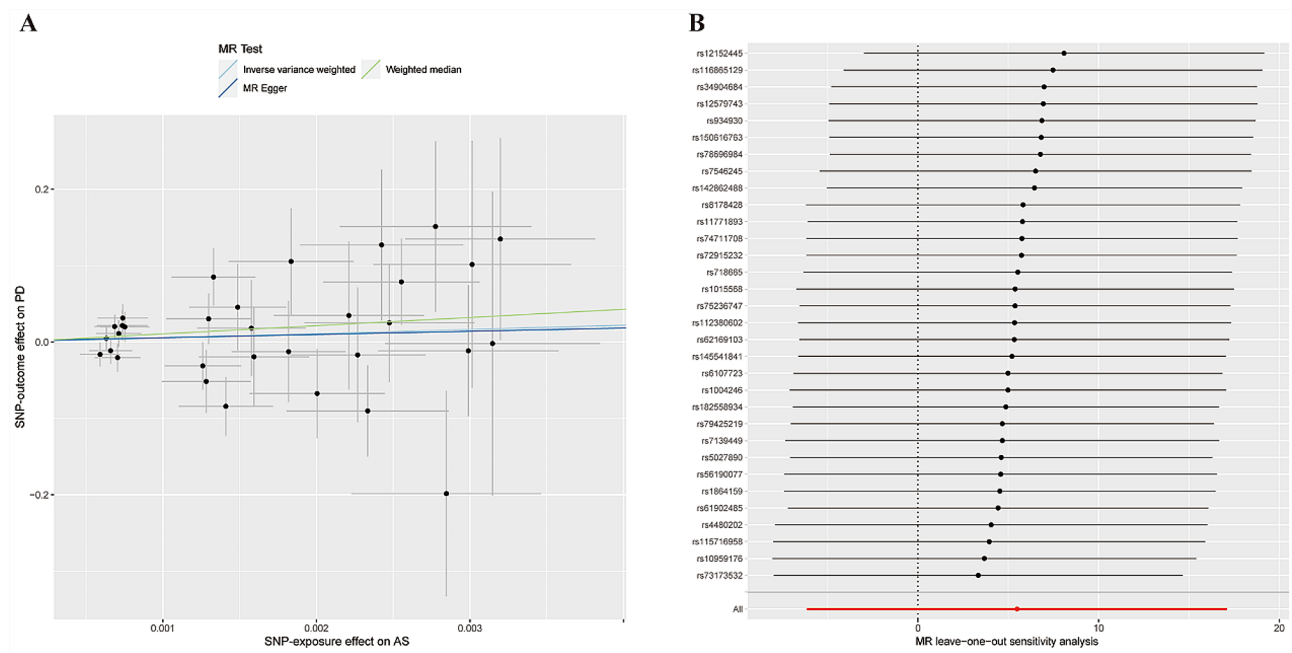 A
MR Test
Inverse variance weighted
Weighted median
MR Egger
0.2
0.0
−0.2
SNP-outcome effect on PD
0.001
0.002
0.003
SNP-exposure effect on AS
B
rs12152445
rs116865129
rs34904684
rs12579743
rs934930
rs150616763
rs78596984
rs7546245
rs142862488
rs8178428
rs11771893
rs74711708
rs72915232
rs718665
rs1015568
rs75236747
rs112380602
rs62169103
rs145541841
rs6107723
rs1004246
rs182558934
rs79425219
rs7139449
rs5027890
rs56190077
rs1864159
rs61902485
rs4480202
rs115716958
rs10959176
rs73173532
All
0
10
20
MR leave−one−out sensitivity analysis